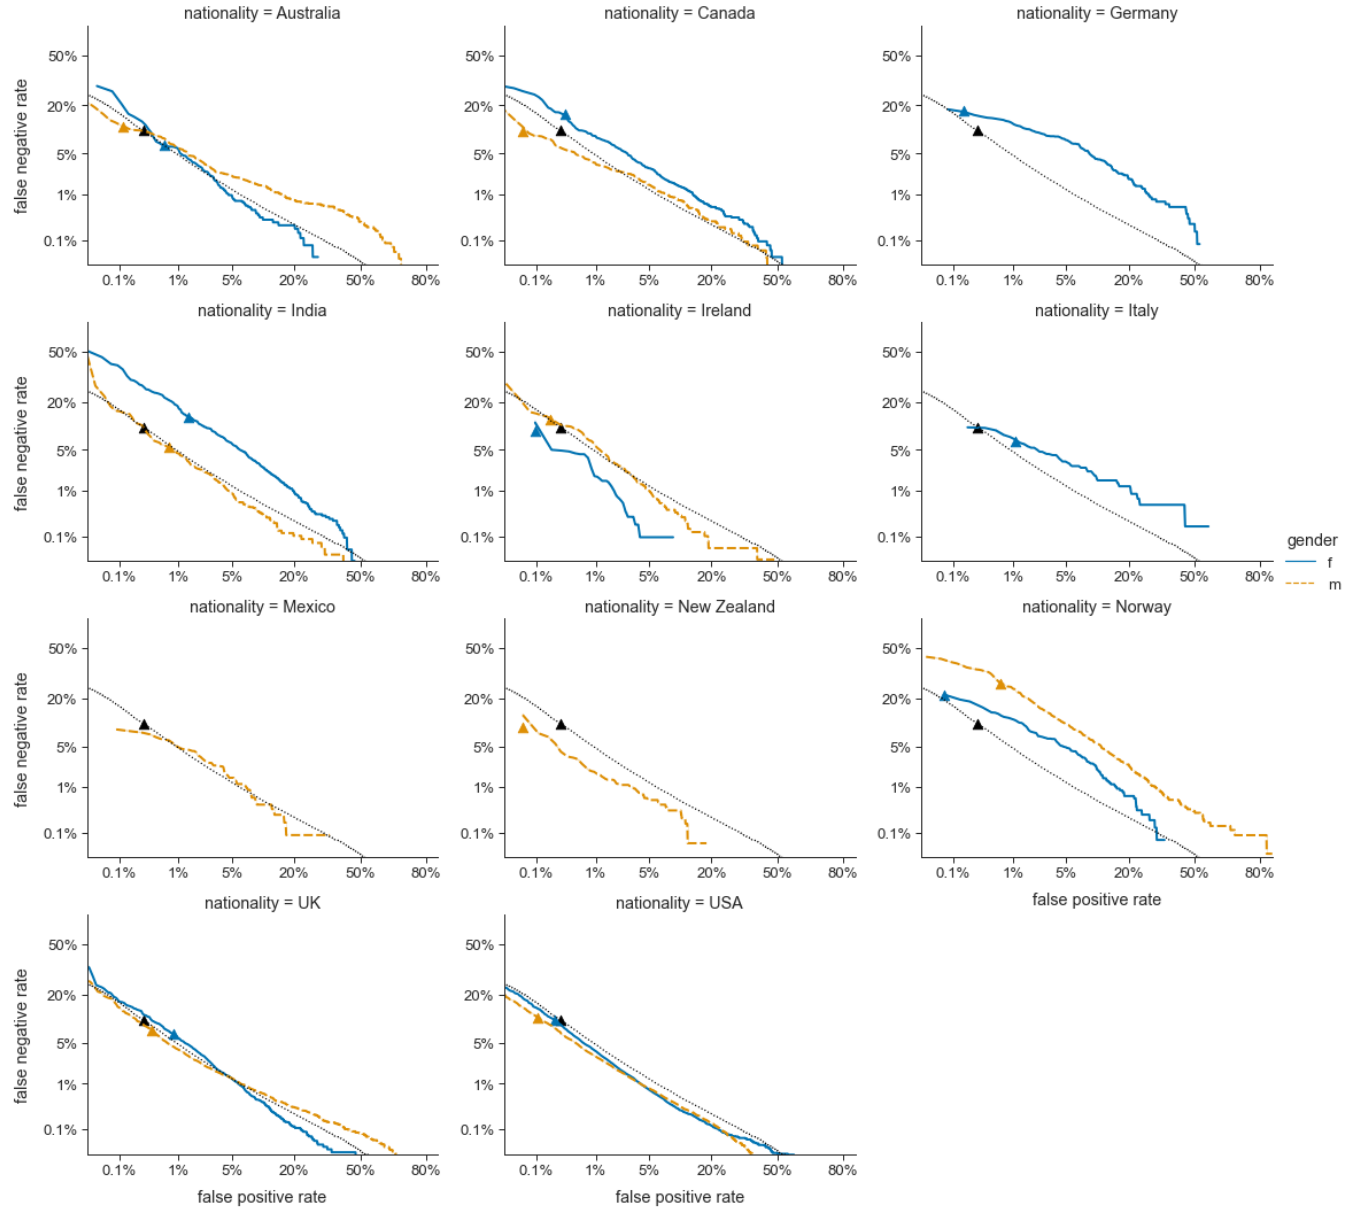 nationality = Australia
nationality = Canada
nationality = Germany
false negative rate
50%
20%
5%
1%
0.1%
50%
20%
5%
1%
0.1%
50%
20%
5%
1%
0.1%
0.1% 1% 5% 20% 50% 80%
0.1% 1% 5% 20% 50% 80%
0.1% 1% 5% 20% 50% 80%
nationality = India
nationality = Ireland
nationality = Italy
false negative rate
50%
20%
5%
1%
0.1%
50%
20%
5%
1%
0.1%
50%
20%
5%
1%
0.1%
0.1% 1% 5% 20% 50% 80%
0.1% 1% 5% 20% 50% 80%
0.1% 1% 5% 20% 50% 80%
gender
f
m
nationality = Mexico
nationality = New Zealand
nationality = Norway
false negative rate
50%
20%
5%
1%
0.1%
50%
20%
5%
1%
0.1%
50%
20%
5%
1%
0.1%
0.1% 1% 5% 20% 50% 80%
0.1% 1% 5% 20% 50% 80%
0.1% 1% 5% 20% 50% 80%
false positive rate
nationality = UK
nationality = USA
false negative rate
50%
20%
5%
1%
0.1%
50%
20%
5%
1%
0.1%
0.1% 1% 5% 20% 50% 80%
0.1% 1% 5% 20% 50% 80%
false positive rate
false positive rate